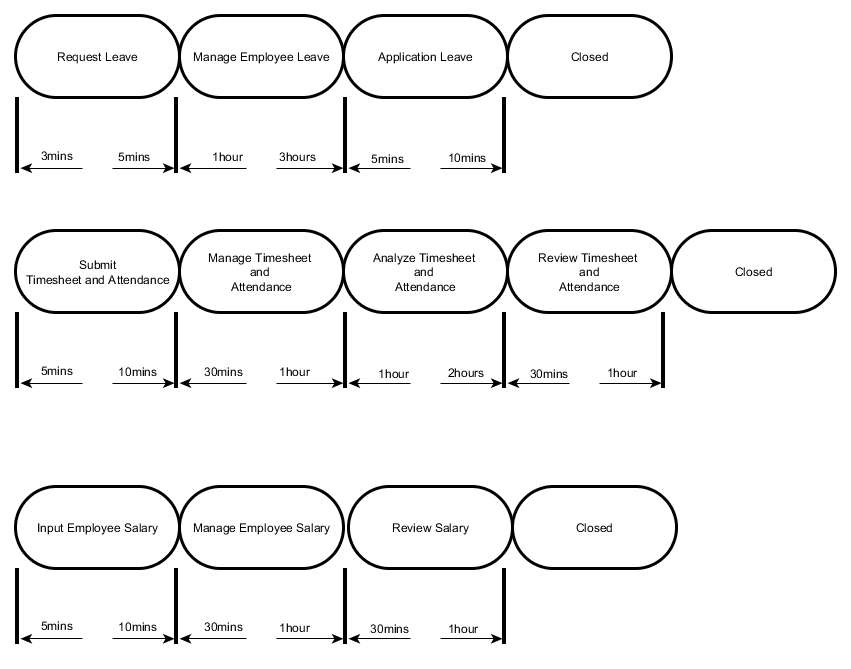 Request Leave
Manage Employee Leave
Application Leave
Closed
3mins
5mins
1hour
3hours
5mins
10mins
Submit
Timesheet and Attendance
Manage Timesheet
and
Attendance
Analyze Timesheet
and
Attendance
Review Timesheet
and
Attendance
Closed
5mins
10mins
30mins
1hour
1hour
2hours
30mins
1hour
Input Employee Salary
Manage Employee Salary
Review Salary
Closed
5mins
10mins
30mins
1hour
30mins
1hour